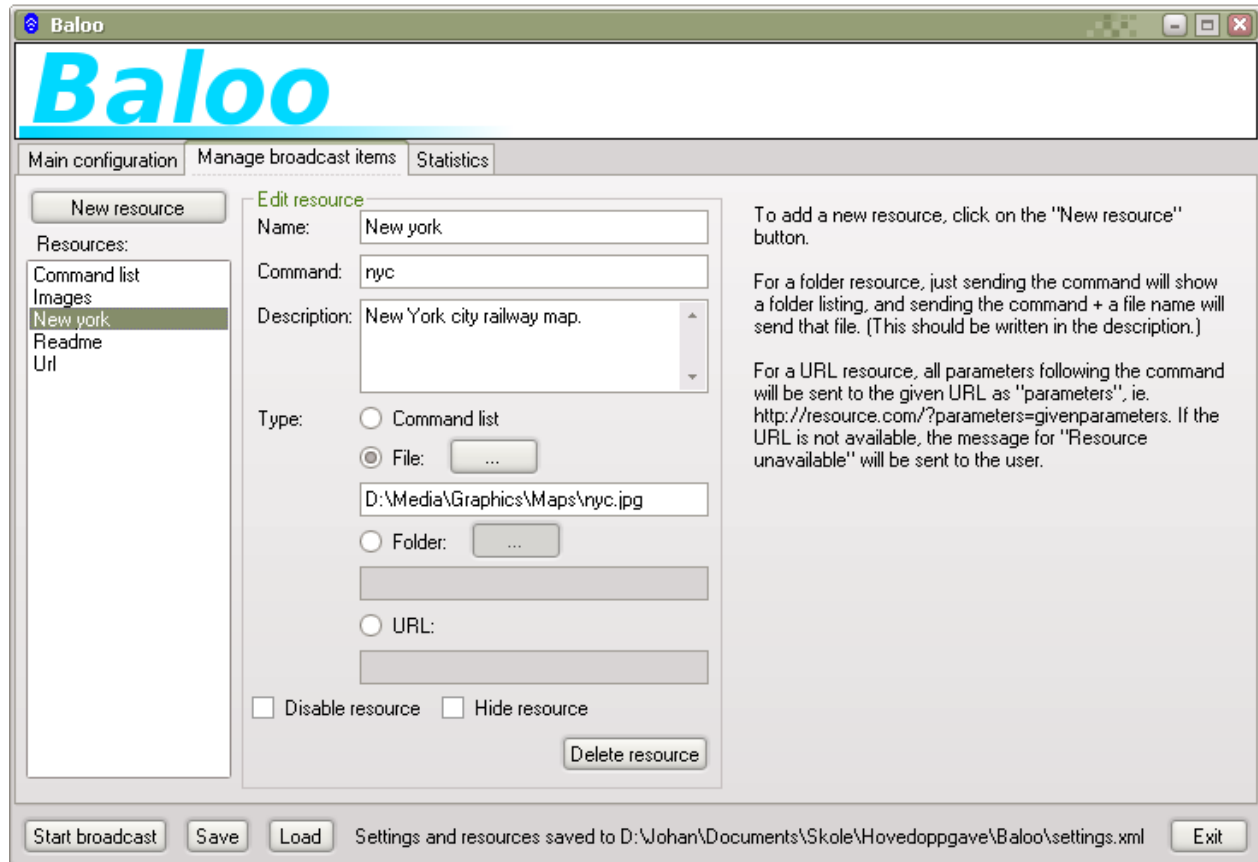 Baloo
Baloo
Main configuration
Manage broadcast items
Statistics
New resource
Resources:
Command list
Images
New york
Readme
Url
Edit resource
Name:
New york
Command:
nyc
Description:
New York city railway map.
Type:
Command list
File:
...
D:\Media\Graphics\Maps\nyc.jpg
Folder:
...
URL:
Disable resource
Hide resource
Delete resource
To add a new resource, click on the "New resource"
button.
For a folder resource, just sending the command will show
a folder listing, and sending the command + a file name will
send that file. (This should be written in the description.)
For a URL resource, all parameters following the command
will be sent to the given URL as "parameters", ie.
http://resource.com/?parameters=givenparameters. If the
URL is not available, the message for "Resource
unavailable" will be sent to the user.
Start broadcast
Save
Load
Settings and resources saved to D:\Johan\Documents\Skole\Hovedoppgave\Baloo\settings.xml
Exit